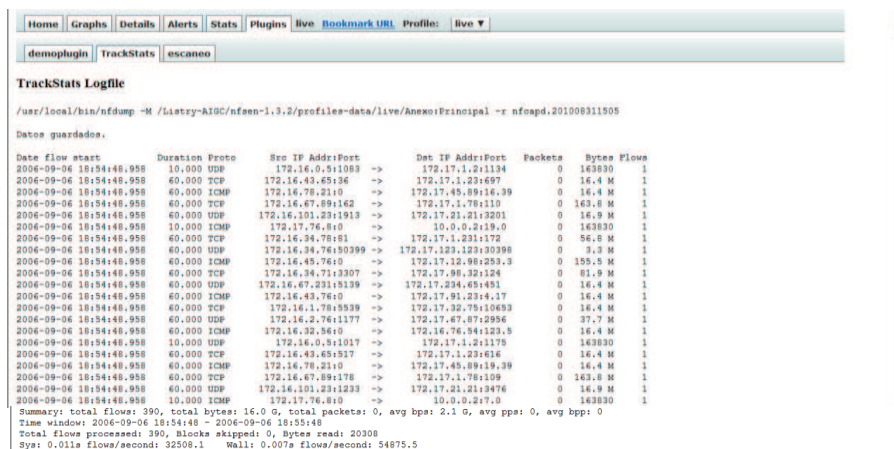 Home Graphs Details Alerts Stats Plugins live Bookmark URL Profile: live ▼
demoplugin TrackStats escaneo
TrackStats Logfile
/usr/local/bin/nfdump -M /Listry-AIGC/nfsen-1.3.2/profiles-data/live/Anexo:Principal -r nfcapd.201008311505
Datos guardados.
Date flow start Duration Proto Src IP Addr:Port Dst IP Addr:Port Packets Bytes Flows
2006-09-06 18:54:48.958 10.000 UDP 172.16.0.5:1083 -> 172.17.1.2:1134 0 163830 1
2006-09-06 18:54:48.958 60.000 TCP 172.16.43.65:36 -> 172.17.1.23:697 0 16.4 M 1
2006-09-06 18:54:48.958 60.000 ICMP 172.16.78.21:0 -> 172.17.45.89:16.39 0 16.4 M 1
2006-09-06 18:54:48.958 60.000 TCP 172.16.67.89:162 -> 172.17.1.78:110 0 163.8 M 1
2006-09-06 18:54:48.958 60.000 UDP 172.16.101.23:1913 -> 172.17.21.21:3201 0 16.9 M 1
2006-09-06 18:54:48.958 10.000 ICMP 172.17.76.8:0 -> 10.0.0.2:19.0 0 163830 1
2006-09-06 18:54:48.958 60.000 TCP 172.16.34.78:81 -> 172.17.1.231:172 0 56.8 M 1
2006-09-06 18:54:48.958 60.000 UDP 172.16.34.76:50399 -> 172.17.123.123:30398 0 3.3 M 1
2006-09-06 18:54:48.958 60.000 ICMP 172.16.45.76:0 -> 172.17.12.98:253.3 0 155.5 M 1
2006-09-06 18:54:48.958 60.000 TCP 172.16.34.71:3307 -> 172.17.98.32:124 0 81.9 M 1
2006-09-06 18:54:48.958 60.000 UDP 172.16.67.231:5139 -> 172.17.234.65:451 0 16.4 M 1
2006-09-06 18:54:48.958 60.000 ICMP 172.16.43.76:0 -> 172.17.91.23:4.17 0 16.4 M 1
2006-09-06 18:54:48.958 60.000 TCP 172.16.1.78:5539 -> 172.17.32.75:10653 0 16.4 M 1
2006-09-06 18:54:48.958 60.000 UDP 172.16.2.76:1177 -> 172.17.67.87:2956 0 37.7 M 1
2006-09-06 18:54:48.958 60.000 ICMP 172.16.32.56:0 -> 172.16.76.54:123.5 0 16.4 M 1
2006-09-06 18:54:48.958 10.000 UDP 172.16.0.5:1017 -> 172.17.1.2:1175 0 163830 1
2006-09-06 18:54:48.958 60.000 TCP 172.16.43.65:517 -> 172.17.1.23:616 0 16.4 M 1
2006-09-06 18:54:48.958 60.000 ICMP 172.16.78.21:0 -> 172.17.45.89:19.39 0 16.4 M 1
2006-09-06 18:54:48.958 60.000 TCP 172.16.67.89:178 -> 172.17.1.78:109 0 163.8 M 1
2006-09-06 18:54:48.958 60.000 UDP 172.16.101.23:1233 -> 172.17.21.21:3476 0 16.9 M 1
2006-09-06 18:54:48.958 10.000 ICMP 172.17.76.8:0 -> 10.0.0.2:7.0 0 163830 1
Summary: total flows: 390, total bytes: 16.0 G, total packets: 0, avg bps: 2.1 G, avg pps: 0, avg bpp: 0
Time window: 2006-09-06 18:54:48 - 2006-09-06 18:55:48
Total flows processed: 390, Blocks skipped: 0, Bytes read: 20308
Sys: 0.011s flows/second: 32508.1 Wall: 0.007s flows/second: 54875.5